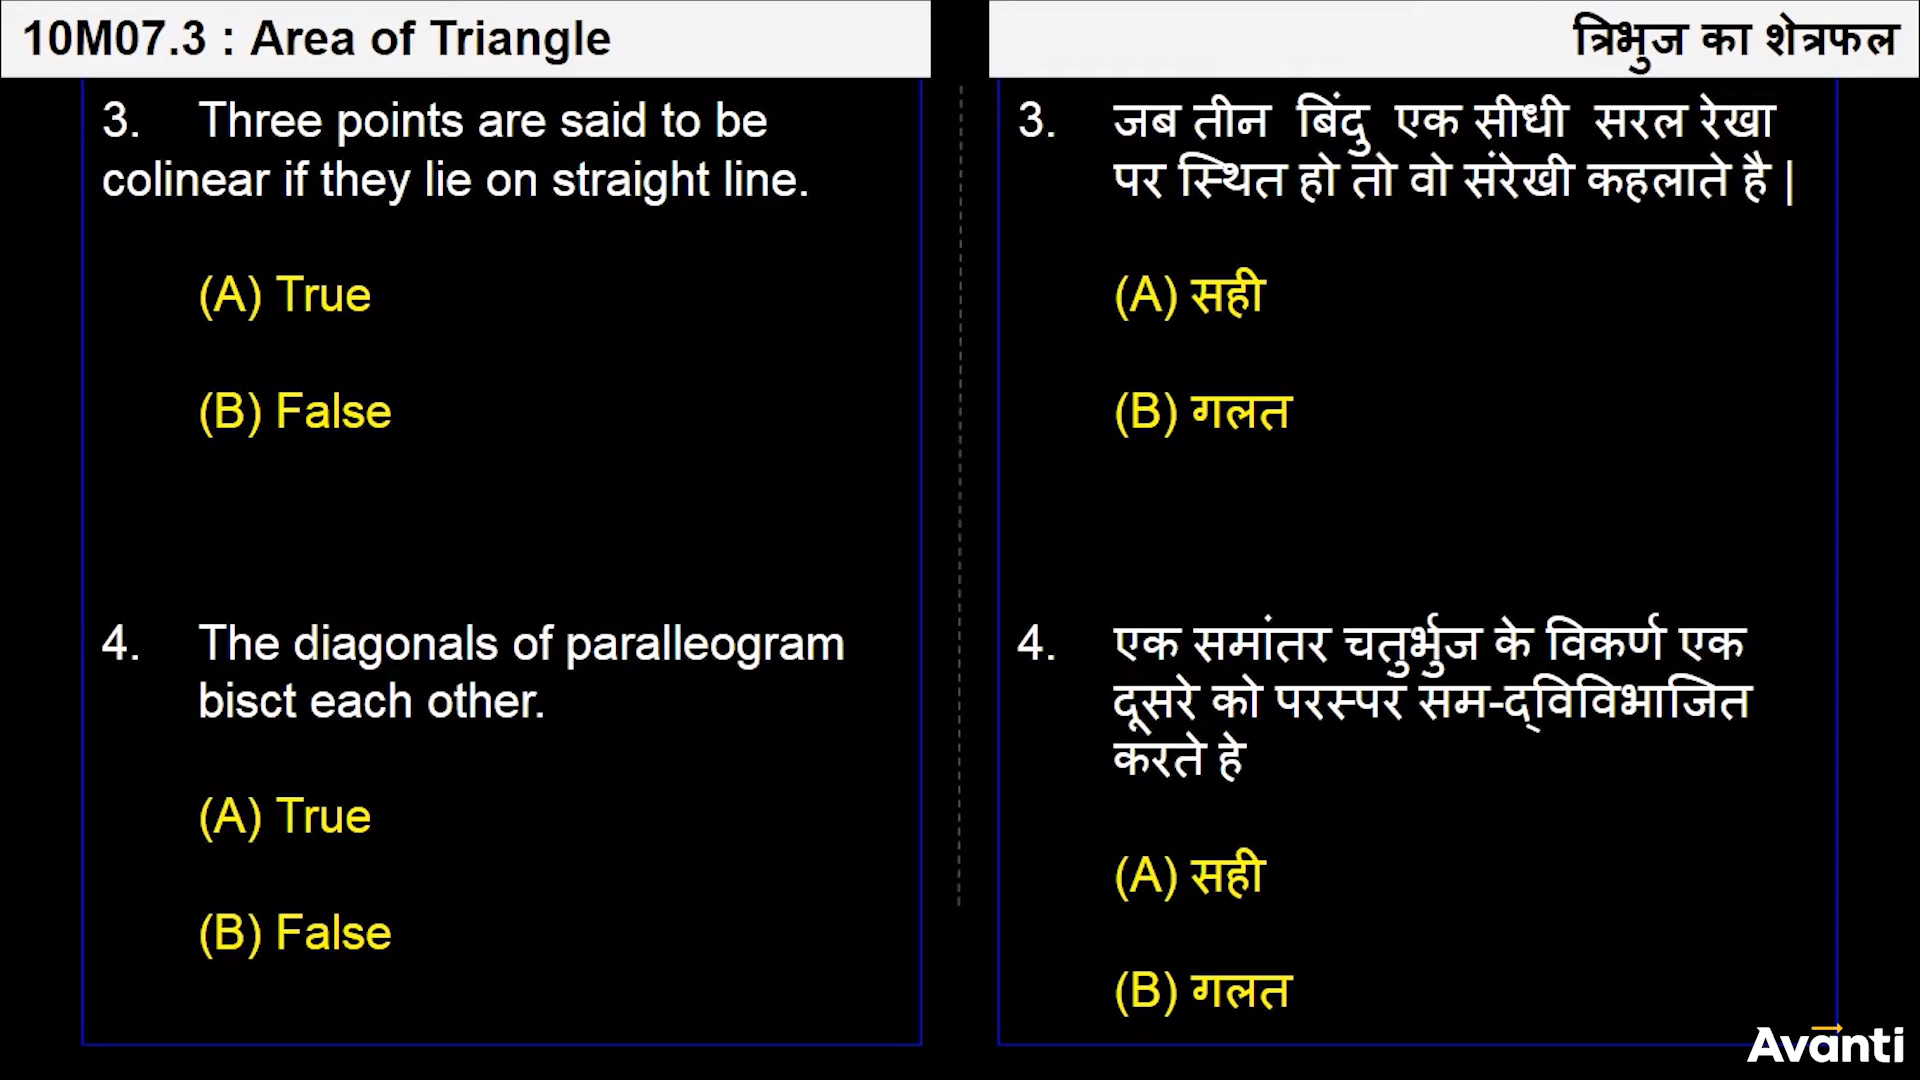 10M07.3 : Area of Triangle
त्रिभुज का शेत्रफल
3. Three points are said to be
colinear if they lie on straight line.
(A) True
(B) False
4. The diagonals of paralleogram
bisct each other.
(A) True
(B) False
3. जब तीन बिंदु एक सीधी सरल रेखा
पर स्थित हो तो वो संरेखी कहलाते है |
(A) सही
(B) गलत
4. एक समांतर चतुर्भुज के विकर्ण एक
दूसरे को परस्पर सम-द्विविभाजित
करते हे
(A) सही
(B) गलत
Avanti